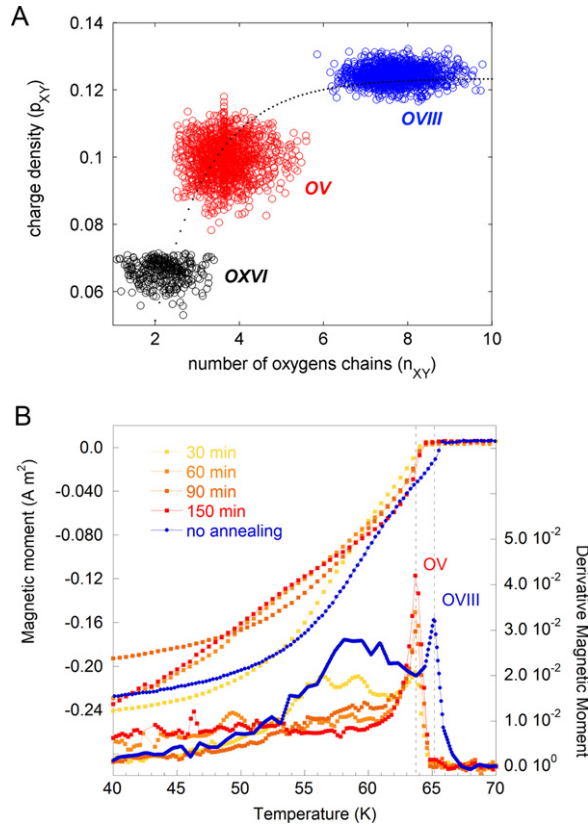 A
charge density (pXY)
0.14
0.12
0.1
0.08
0.06
OVIII
OV
OXVI
2
4
6
8
10
number of oxygens chains (nXY)
B
Magnetic moment (A m²)
0.0
-0.040
-0.080
-0.12
-0.16
-0.20
-0.24
30 min
60 min
90 min
150 min
no annealing
OV
OVIII
5.0 10⁻²
4.0 10⁻²
3.0 10⁻²
2.0 10⁻²
1.0 10⁻²
0.0 10⁰
Derivative Magnetic Moment
40
45
50
55
60
65
70
Temperature (K)